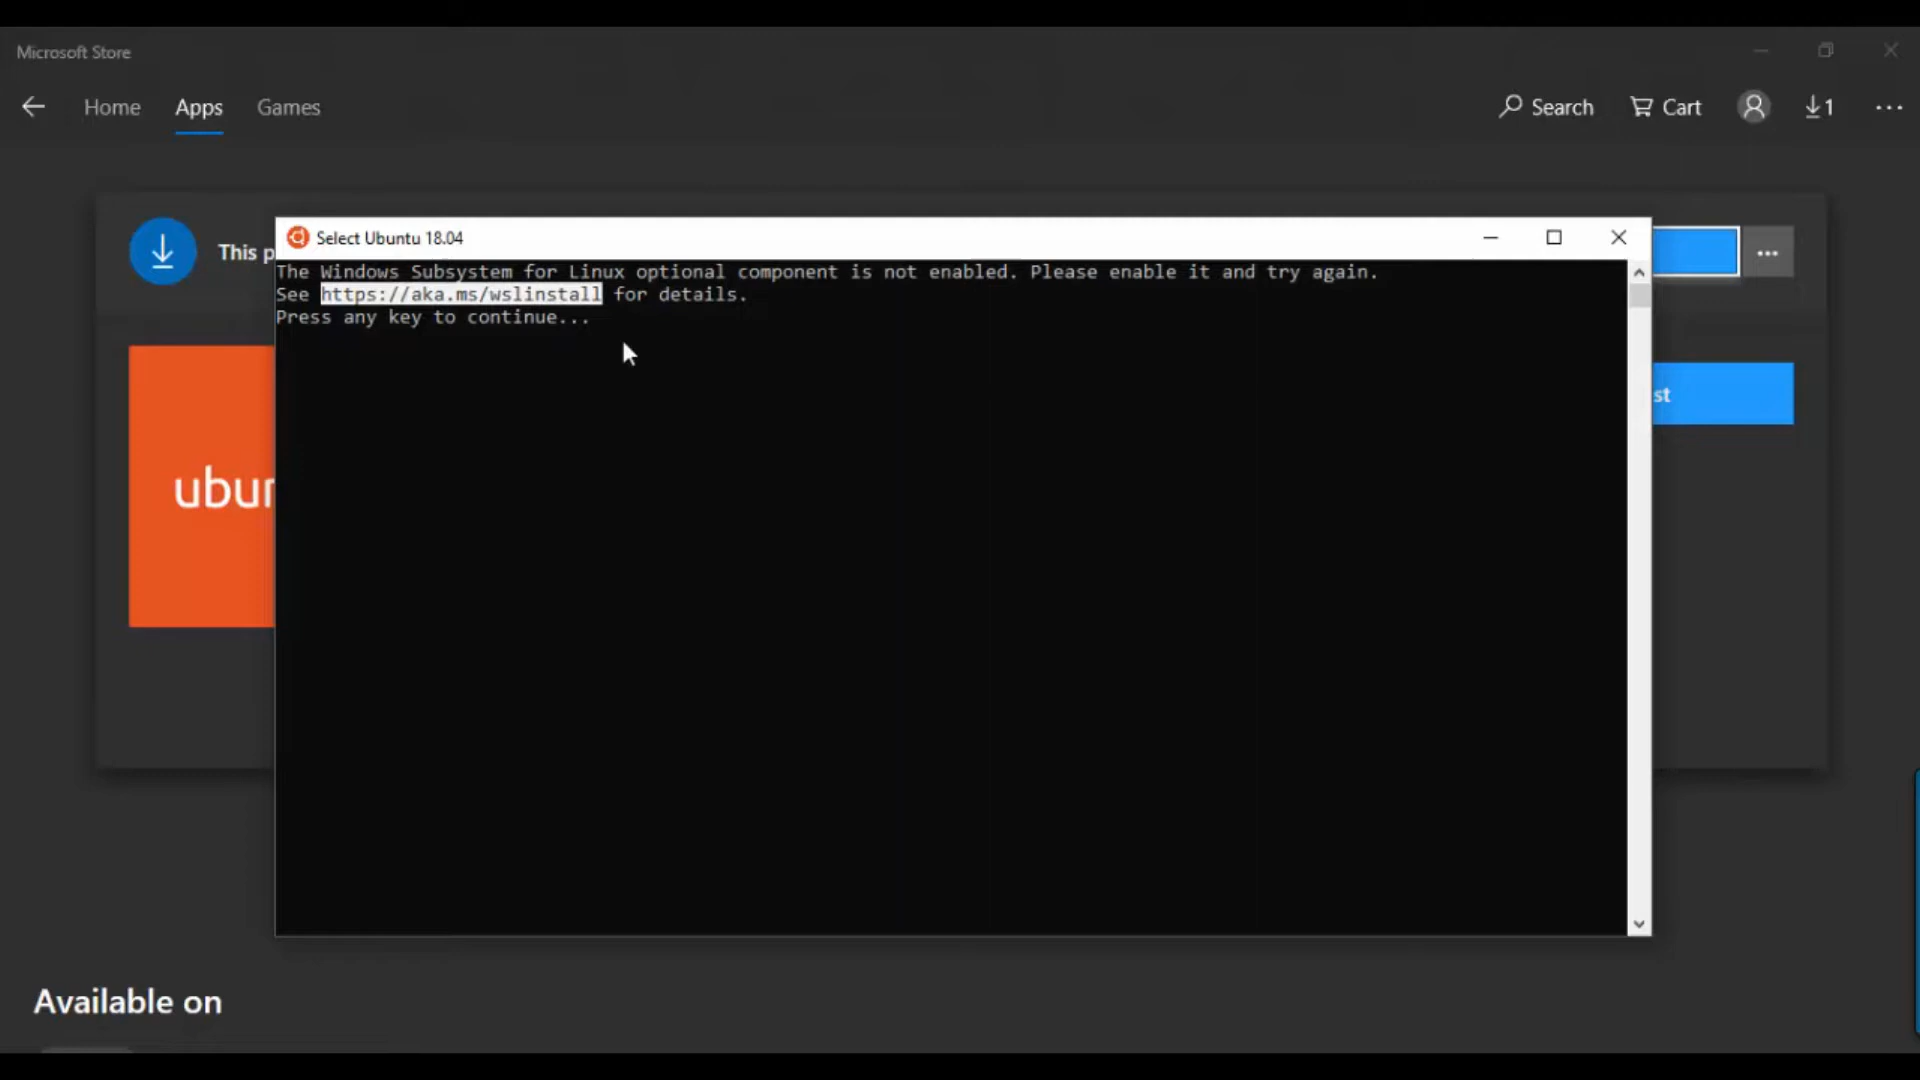 Microsoft Store
Home Apps Games
Search Cart 1
This p
Select Ubuntu 18.04
The Windows Subsystem for Linux optional component is not enabled. Please enable it and try again.
See https://aka.ms/wslinstall for details.
Press any key to continue...
st
ubun
Available on